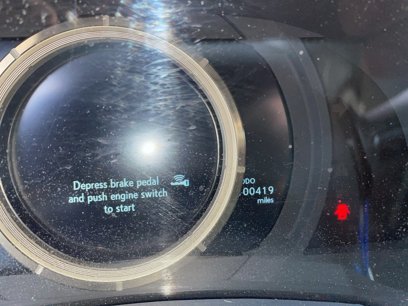 Depress brake pedal
and push engine switch
to start
ODO
00419
miles